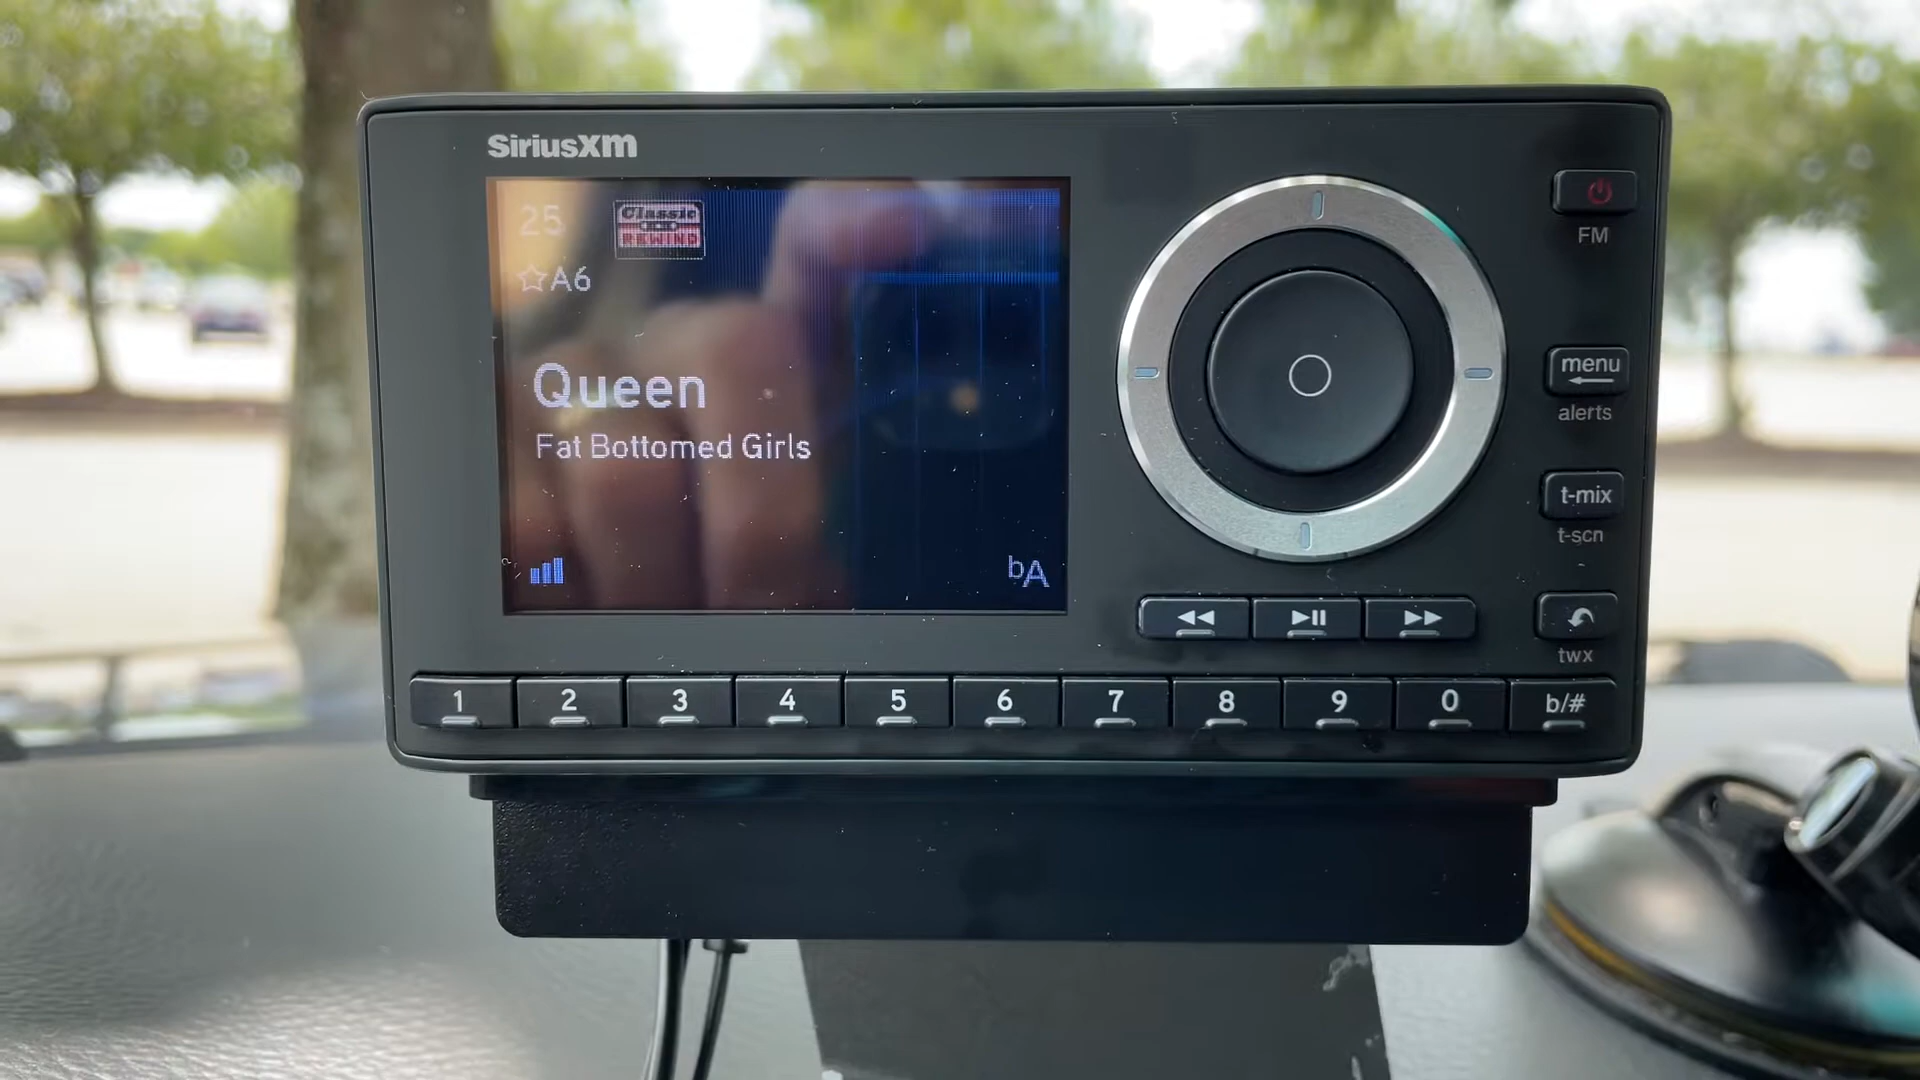 SiriusXM
25
Classic
REWIND
A6
Queen
Fat Bottomed Girls
bA
FM
menu
alerts
t-mix
t-scn
twx
1 2 3 4 5 6 7 8 9 0 b/#